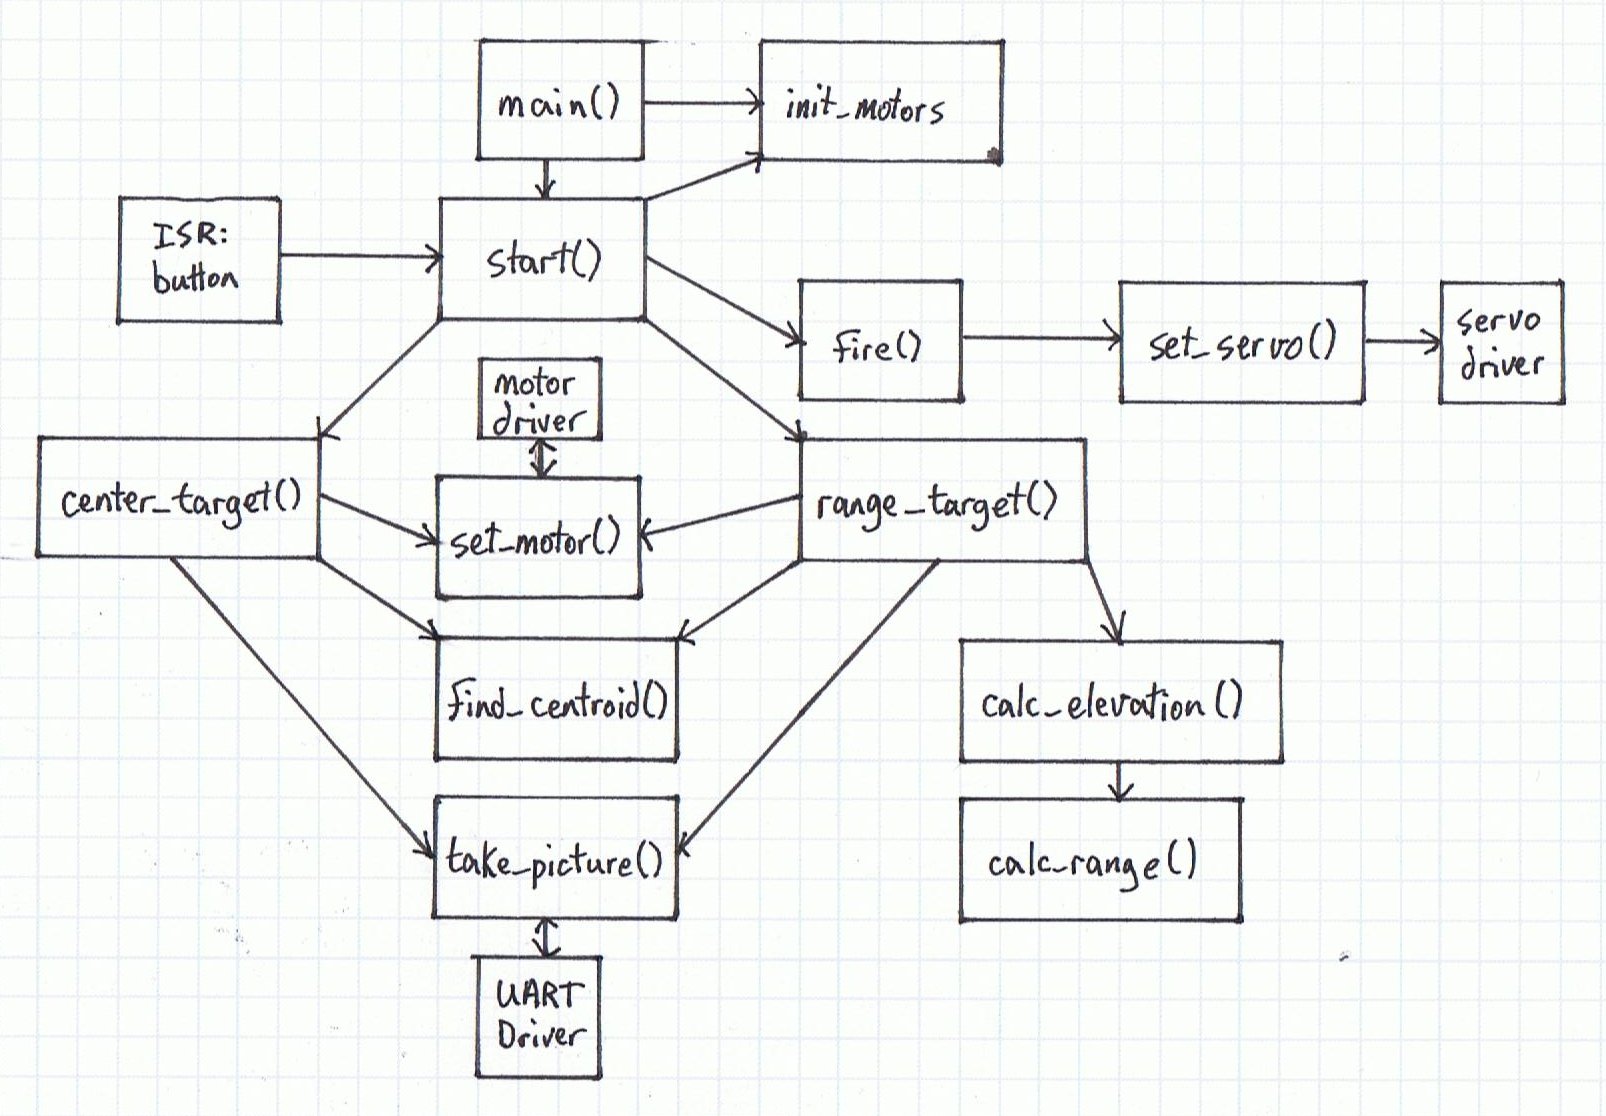 main()
init_motors
ISR:
button
start()
fire()
set_servo()
servo
driver
motor
driver
center_target()
set_motor()
range_target()
find_centroid()
calc_elevation()
take_picture()
calc_range()
UART
Driver